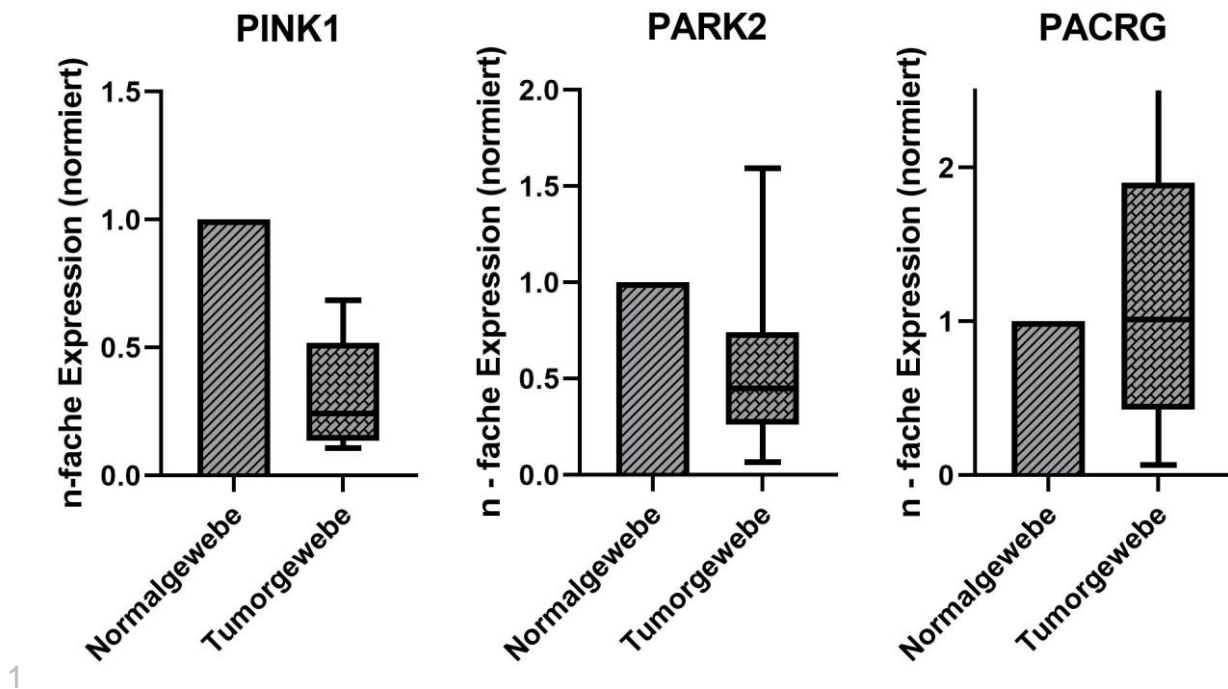 PINK1
n-fache Expression (normiert)
1.5
1.0
0.5
0.0
Normalgewebe
Tumorgewebe
PARK2
n - fache Expression (normiert)
2.0
1.5
1.0
0.5
0.0
Normalgewebe
Tumorgewebe
PACRG
n - fache Expression (normiert)
2
1
0
Normalgewebe
Tumorgewebe
1